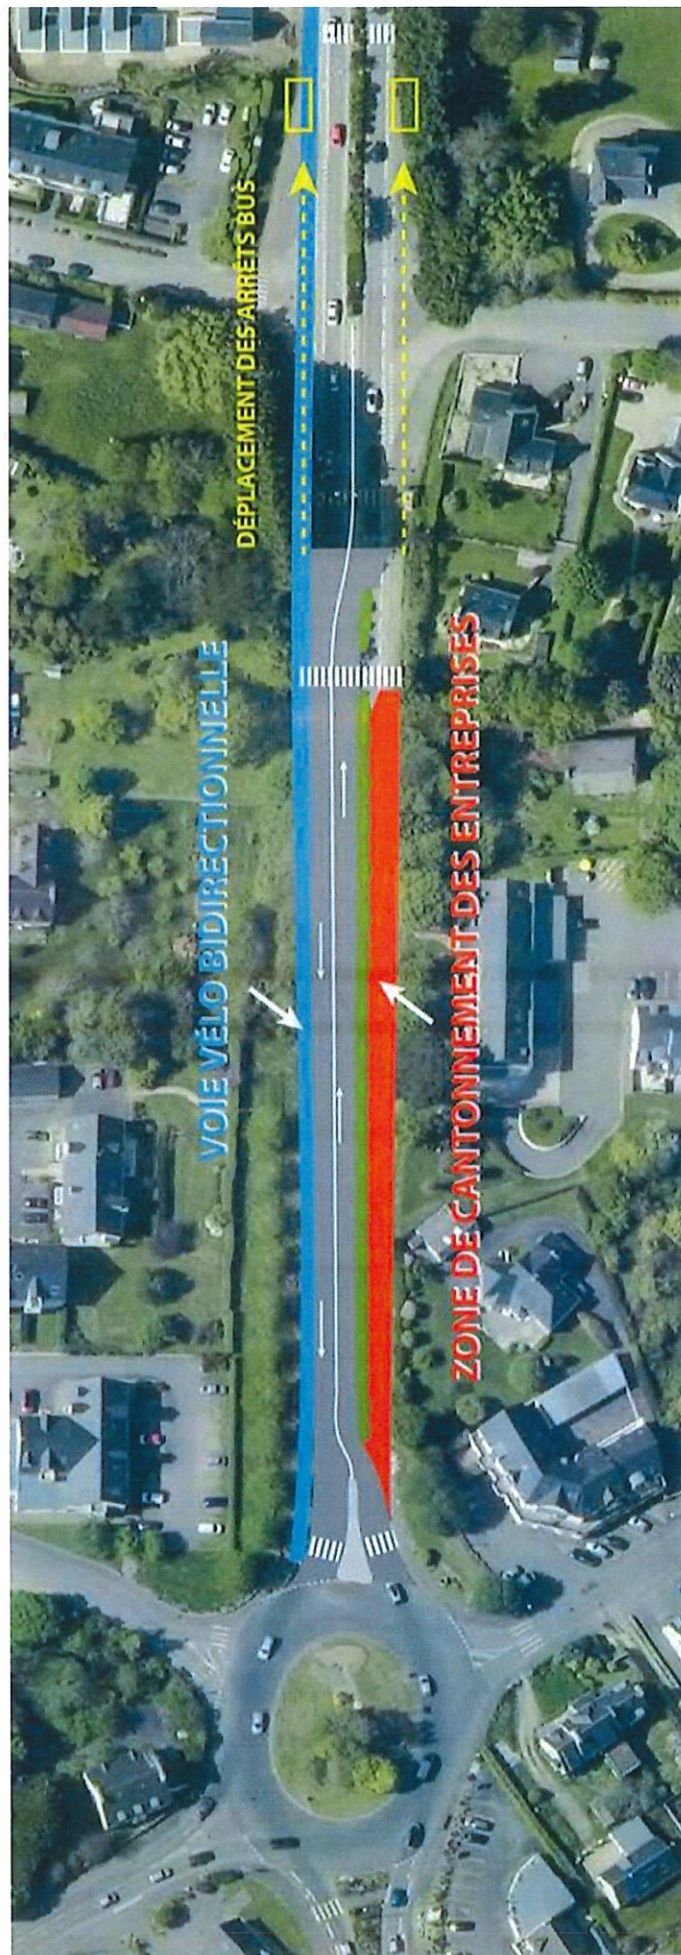 DÉPLACEMENT DES ARRÊTS BUS
VOIE VÉLO BIDIRECTIONNELLE
ZONE DE CANTONNEMENT DES ENTREPRISES